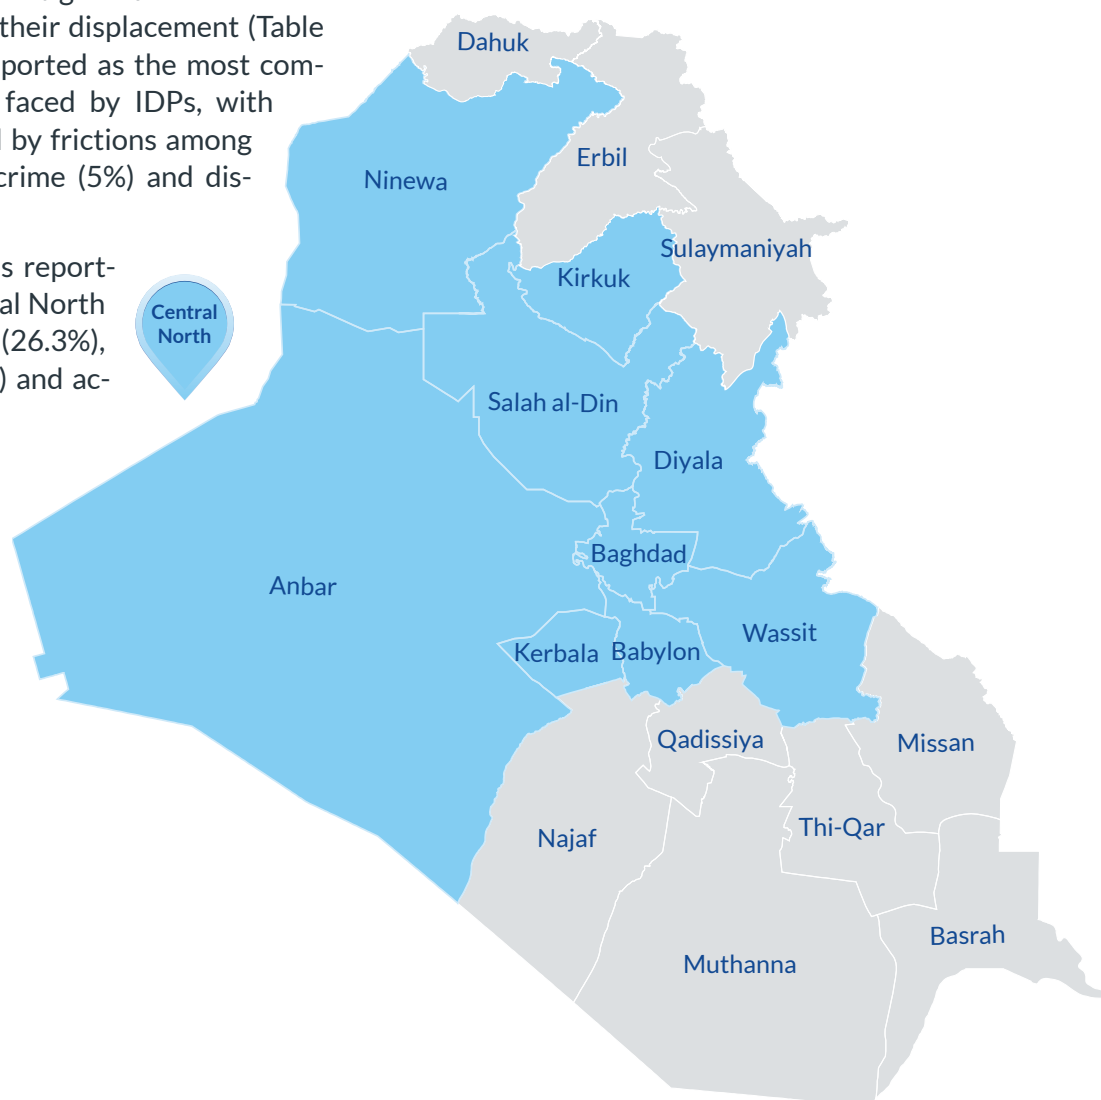 their displacement (Table
ported as the most com-
faced by IDPs, with
by frictions among
crime (5%) and dis-
s report-
al North
(26.3%),
) and ac-
Central
North
Dahuk
Erbil
Ninewa
Sulaymaniyah
Kirkuk
Salah al-Din
Diyala
Baghdad
Anbar
Wassit
Kerbala
Babylon
Qadissiya
Missan
Najaf
Thi-Qar
Basrah
Muthanna